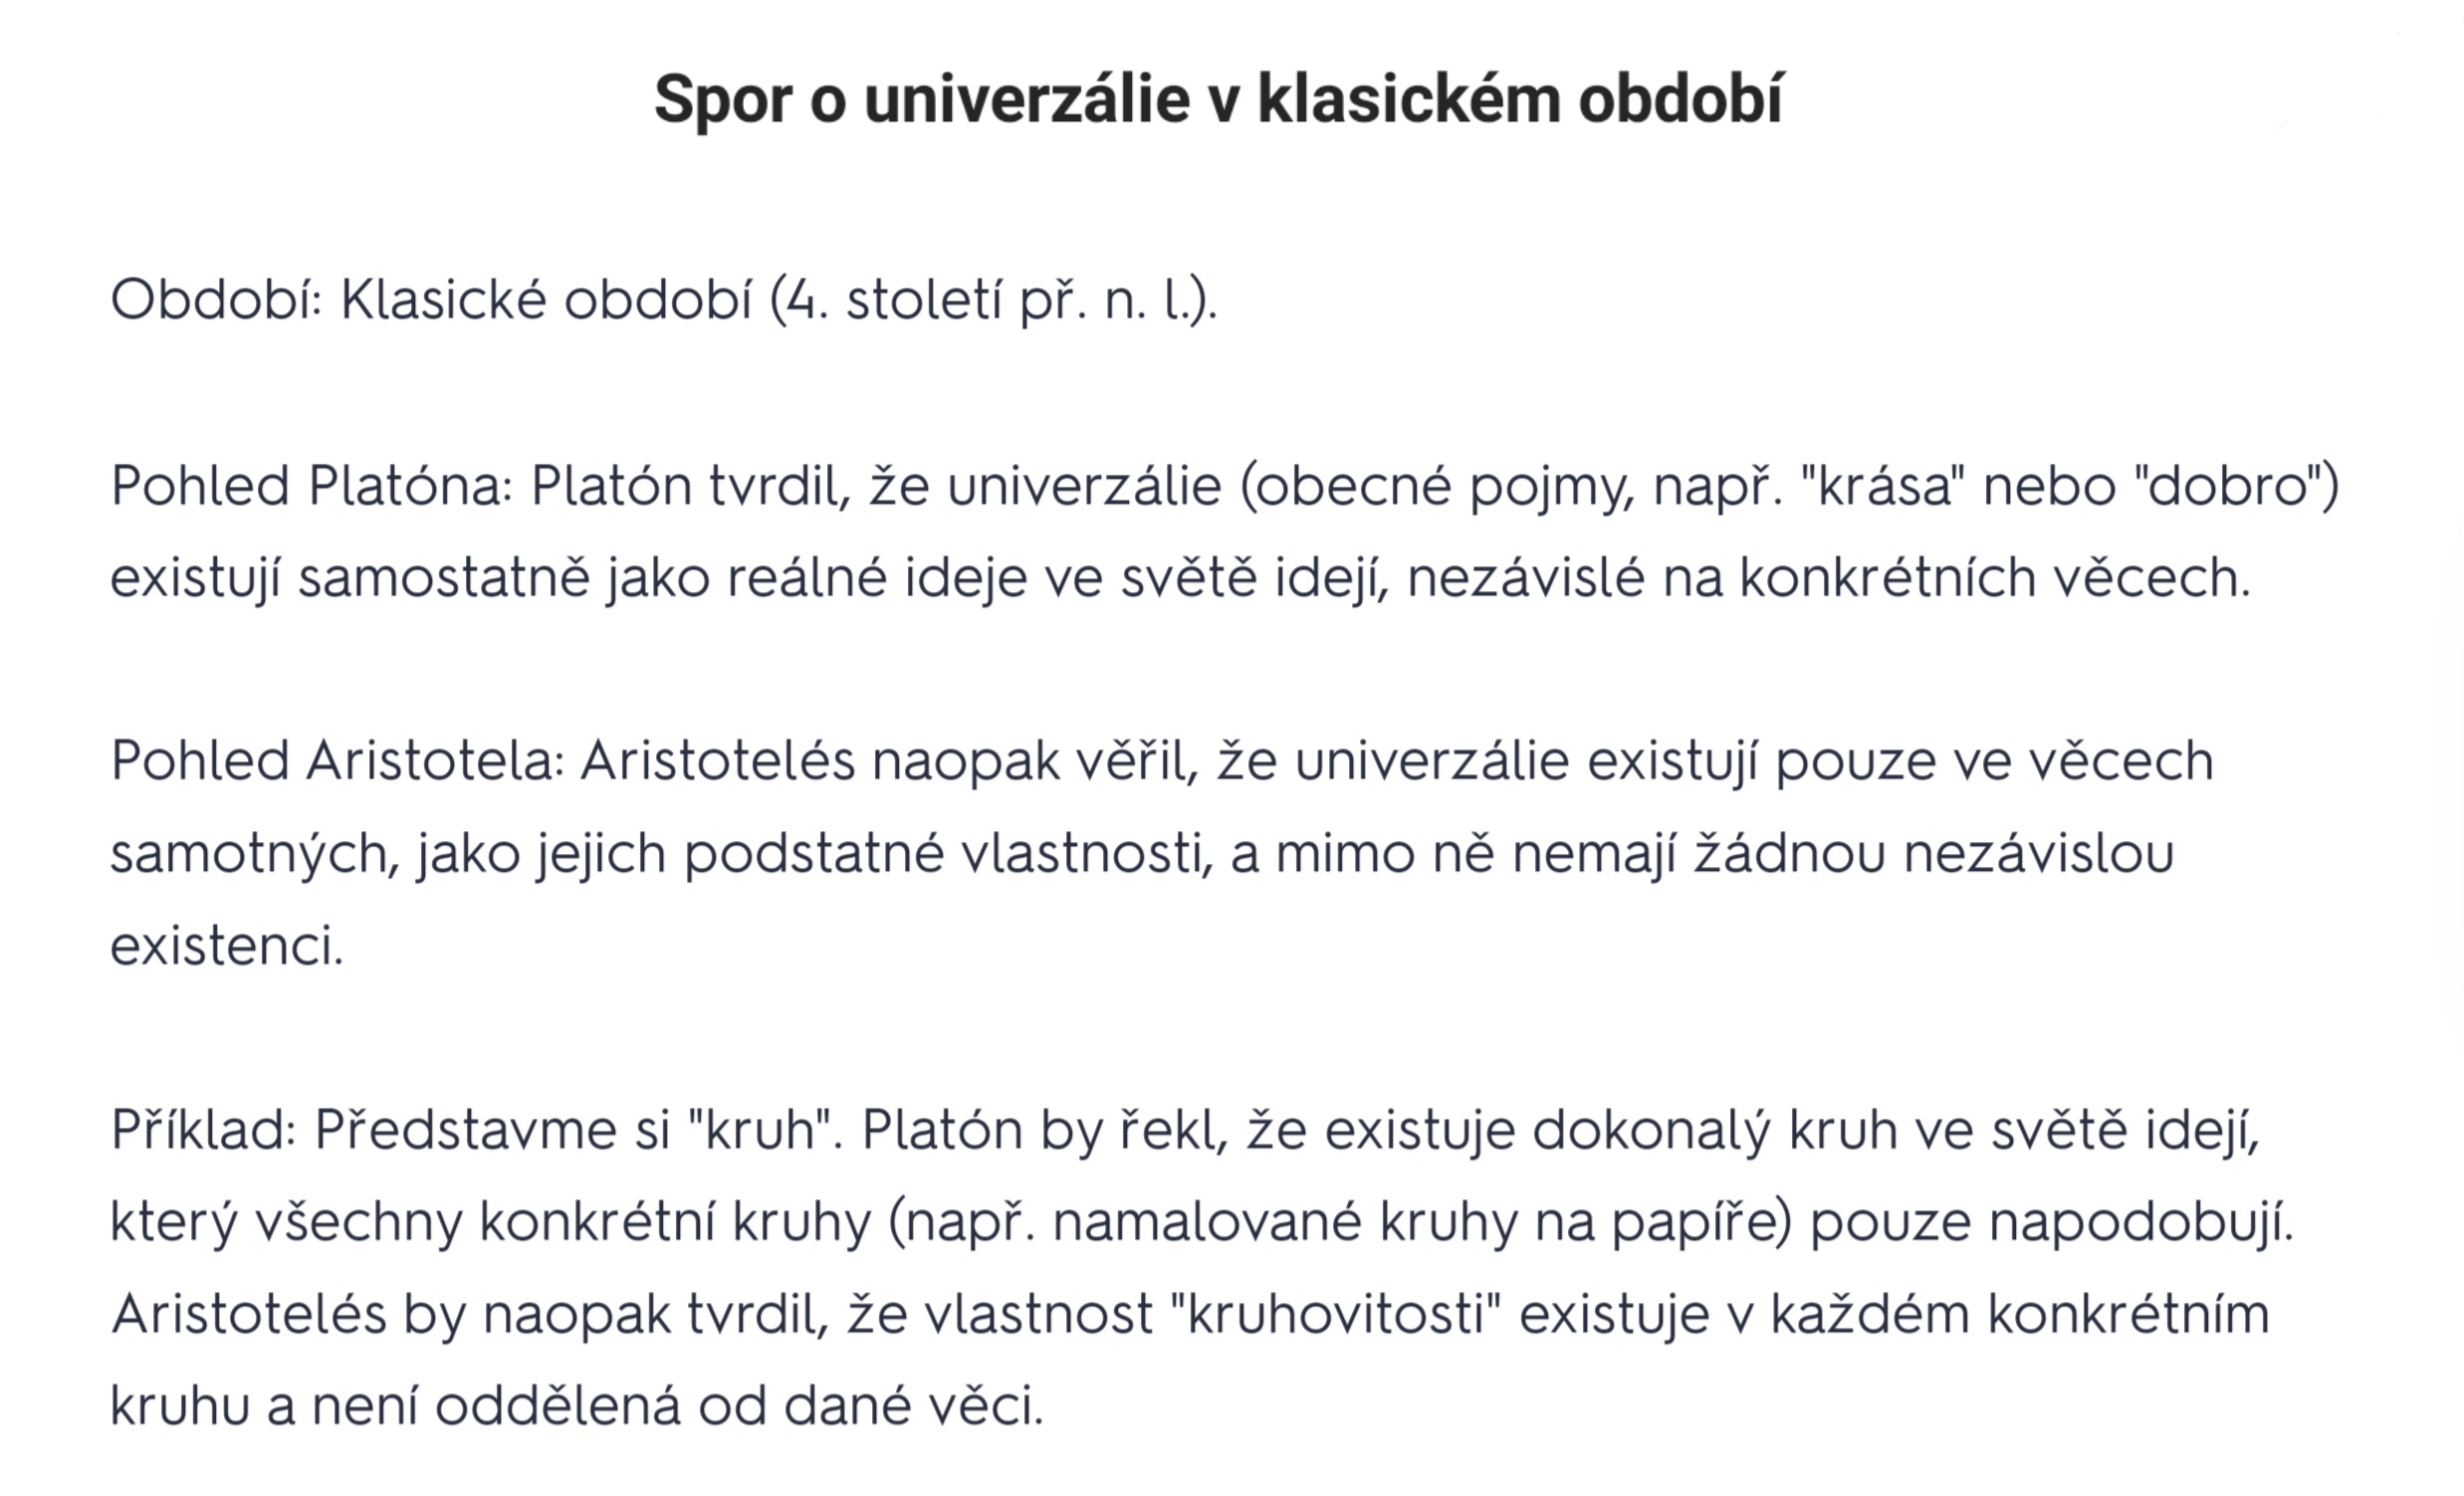 Spor o univerzálie v klasickém období
Období: Klasické období (4. století př. n. l.).
Pohled Platóna: Platón tvrdil, že univerzálie (obecné pojmy, např. "krása" nebo "dobro")
existují samostatně jako reálné ideje ve světě idejí, nezávislé na konkrétních věcech.
Pohled Aristotela: Aristotelés naopak věřil, že univerzálie existují pouze ve věcech
samotných, jako jejich podstatné vlastnosti, a mimo ně nemají žádnou nezávislou
existenci.
Příklad: Představme si "kruh". Platón by řekl, že existuje dokonalý kruh ve světě idejí,
který všechny konkrétní kruhy (např. namalované kruhy na papíře) pouze napodobují.
Aristotelés by naopak tvrdil, že vlastnost "kruhovitosti" existuje v každém konkrétním
kruhu a není oddělená od dané věci.